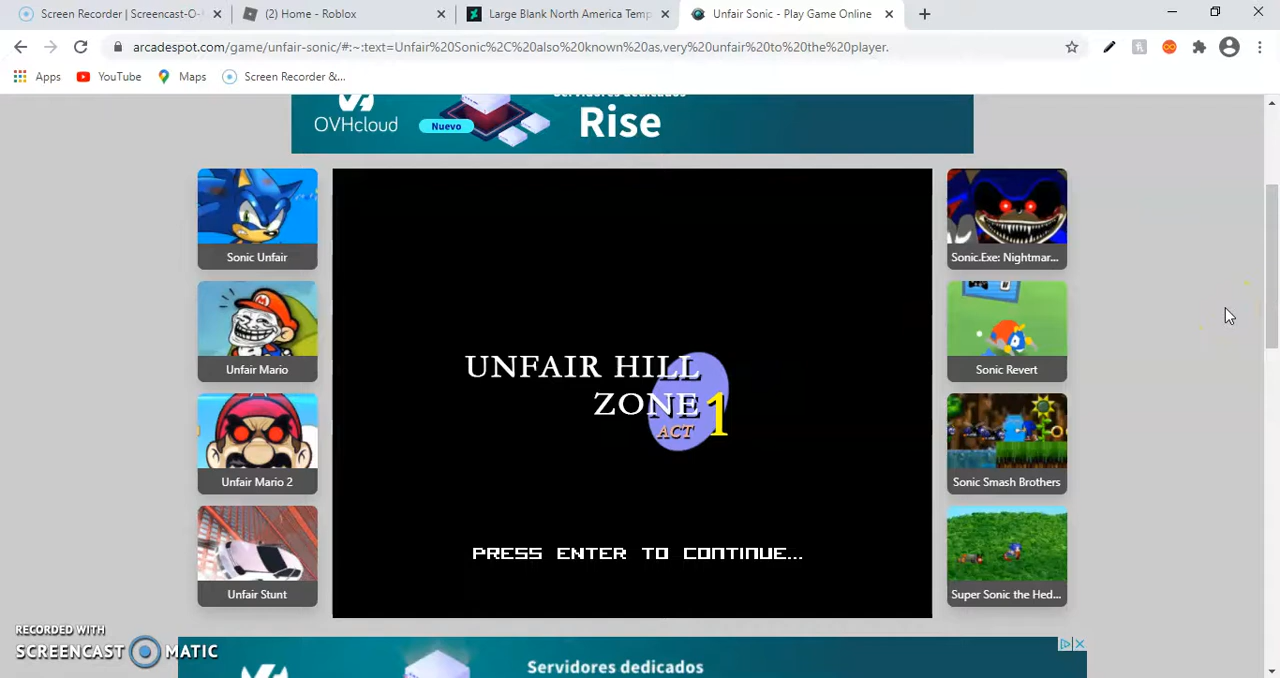 Screen Recorder | Screencast-O-
(2) Home - Roblox
Large Blank North America Temp
Unfair Sonic - Play Game Online
arcadespot.com/game/unfair-sonic/#:~:text=Unfair%20Sonic%2C%20also%20known%20as,very%20unfair%20to%20the%20player.
Apps
YouTube
Maps
Screen Recorder &...
Servidores dedicados
OVHcloud
Nuevo
Rise
Sonic Unfair
Unfair Mario
Unfair Mario 2
Unfair Stunt
UNFAIR HILL
ZONE
ACT 1
PRESS ENTER TO CONTINUE...
Sonic.Exe: Nightmar...
Sonic Revert
Sonic Smash Brothers
Super Sonic the Hed...
RECORDED WITH
SCREENCAST MATIC
Servidores dedicados